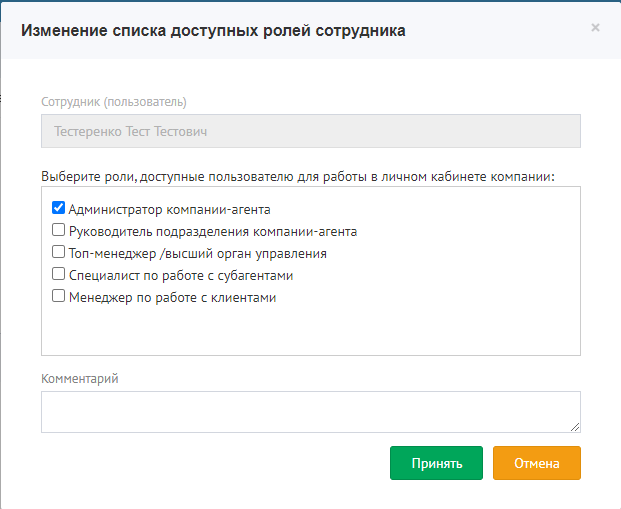 Изменение списка доступных ролей сотрудника
×
Сотрудник (пользователь)
Тестеренко Тест Тестович
Выберите роли, доступные пользователю для работы в личном кабинете компании:
Администратор компании-агента
Руководитель подразделения компании-агента
Топ-менеджер /высший орган управления
Специалист по работе с субагентами
Менеджер по работе с клиентами
Комментарий
Принять Отмена